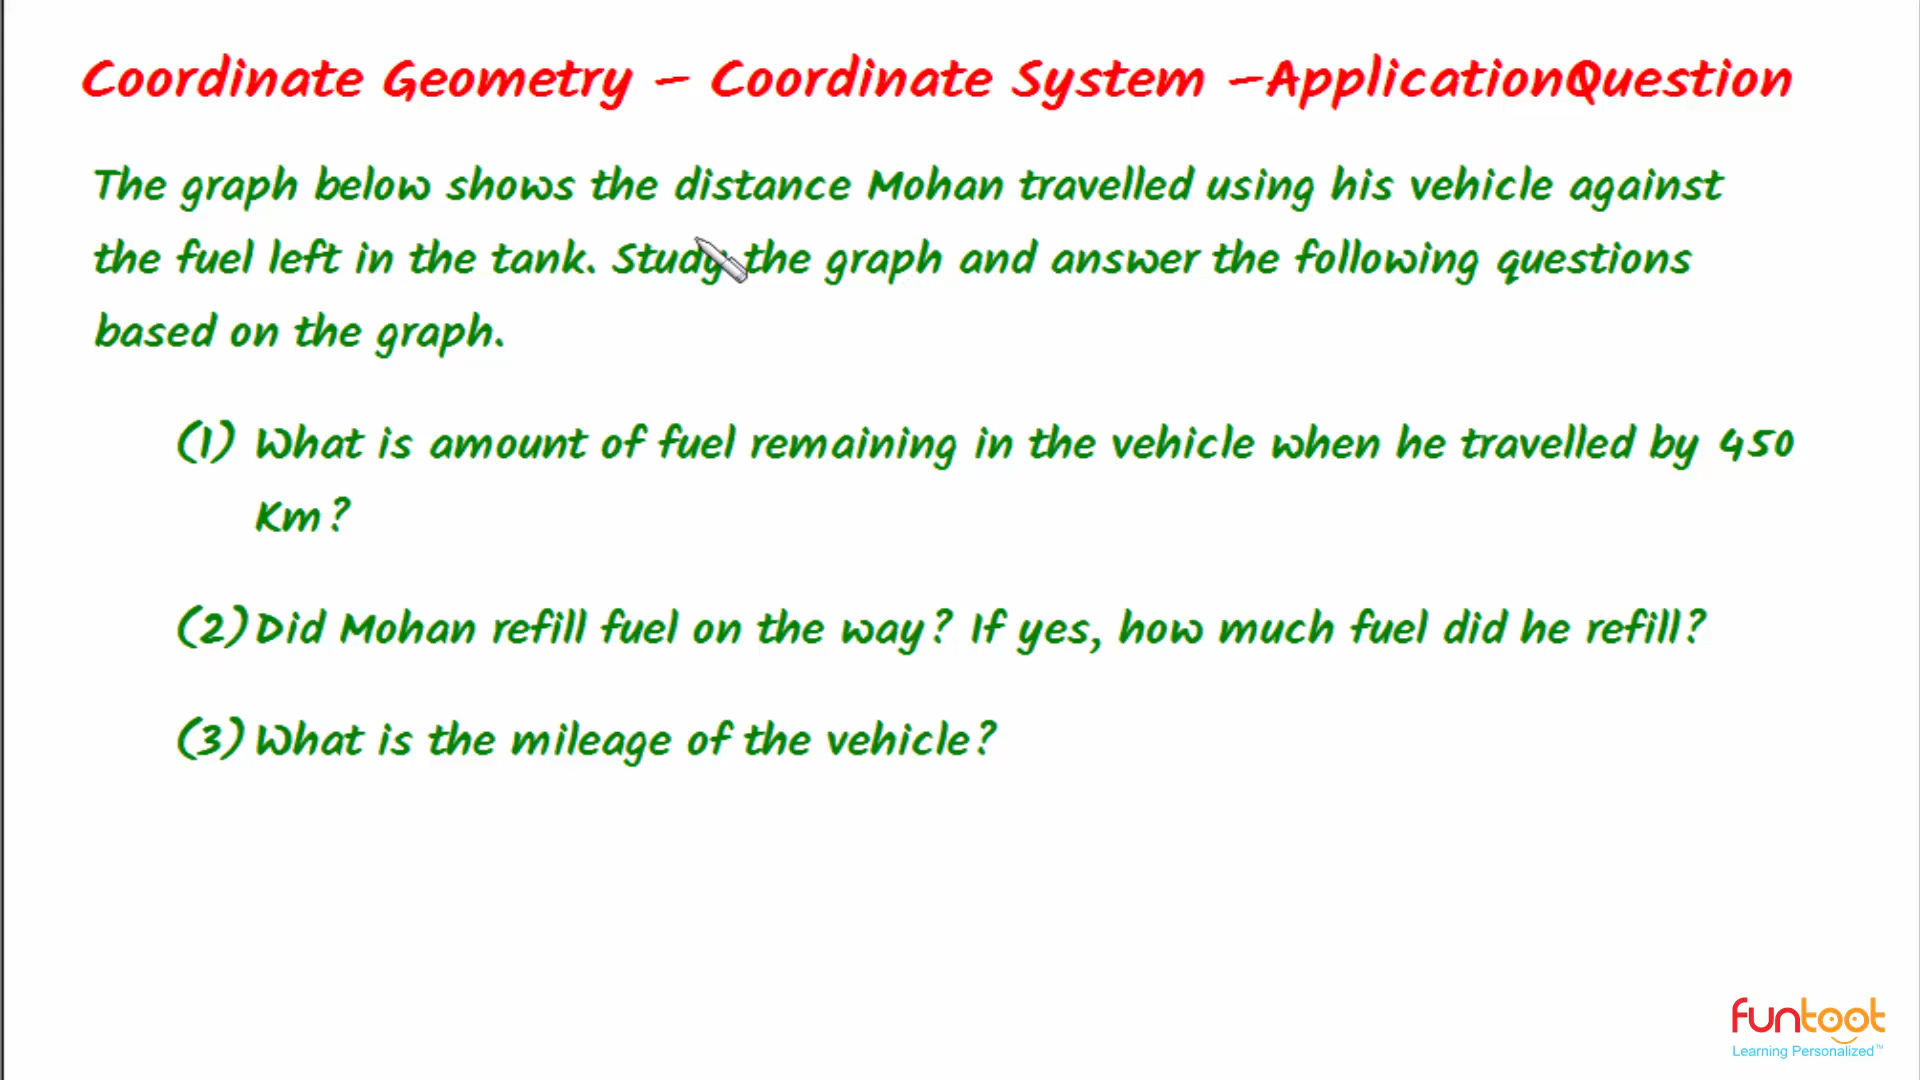 Coordinate Geometry – Coordinate System –ApplicationQuestion
The graph below shows the distance Mohan travelled using his vehicle against
the fuel left in the tank. Study the graph and answer the following questions
based on the graph.
(1) What is amount of fuel remaining in the vehicle when he travelled by 450
Km?
(2) Did Mohan refill fuel on the way? If yes, how much fuel did he refill?
(3) What is the mileage of the vehicle?
funtoot
Learning Personalized™